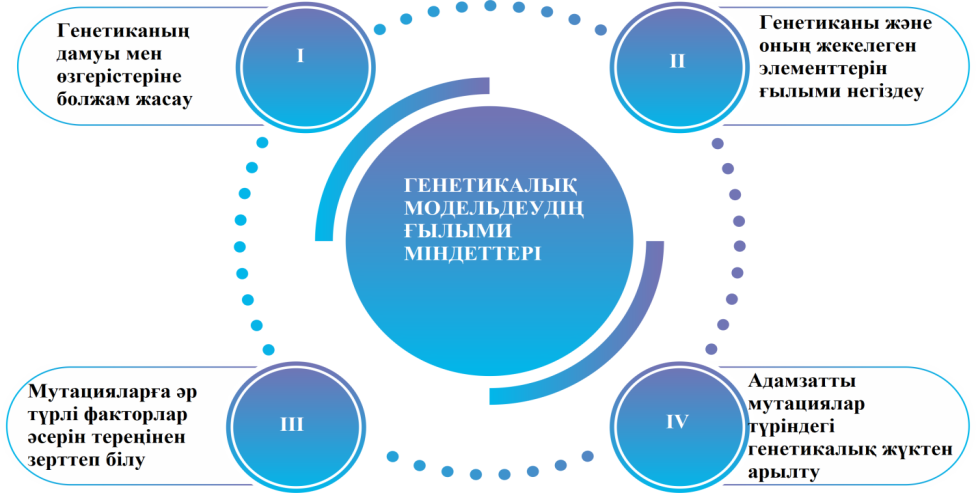 Генетиканың
дамуы мен
өзгерістеріне
болжам жасау
I
II
Генетиканы және
оның жекелеген
элементтерін
ғылыми негіздеу
ГЕНЕТИКАЛЫҚ
МОДЕЛЬДЕУДІҢ
ҒЫЛЫМИ
МІНДЕТТЕРІ
Мутацияларға әр
түрлі факторлар
әсерін тереңінен
зерттеп білу
III
IV
Адамзатты
мутациялар
түріндегі
генетикалық жүктен
арылту